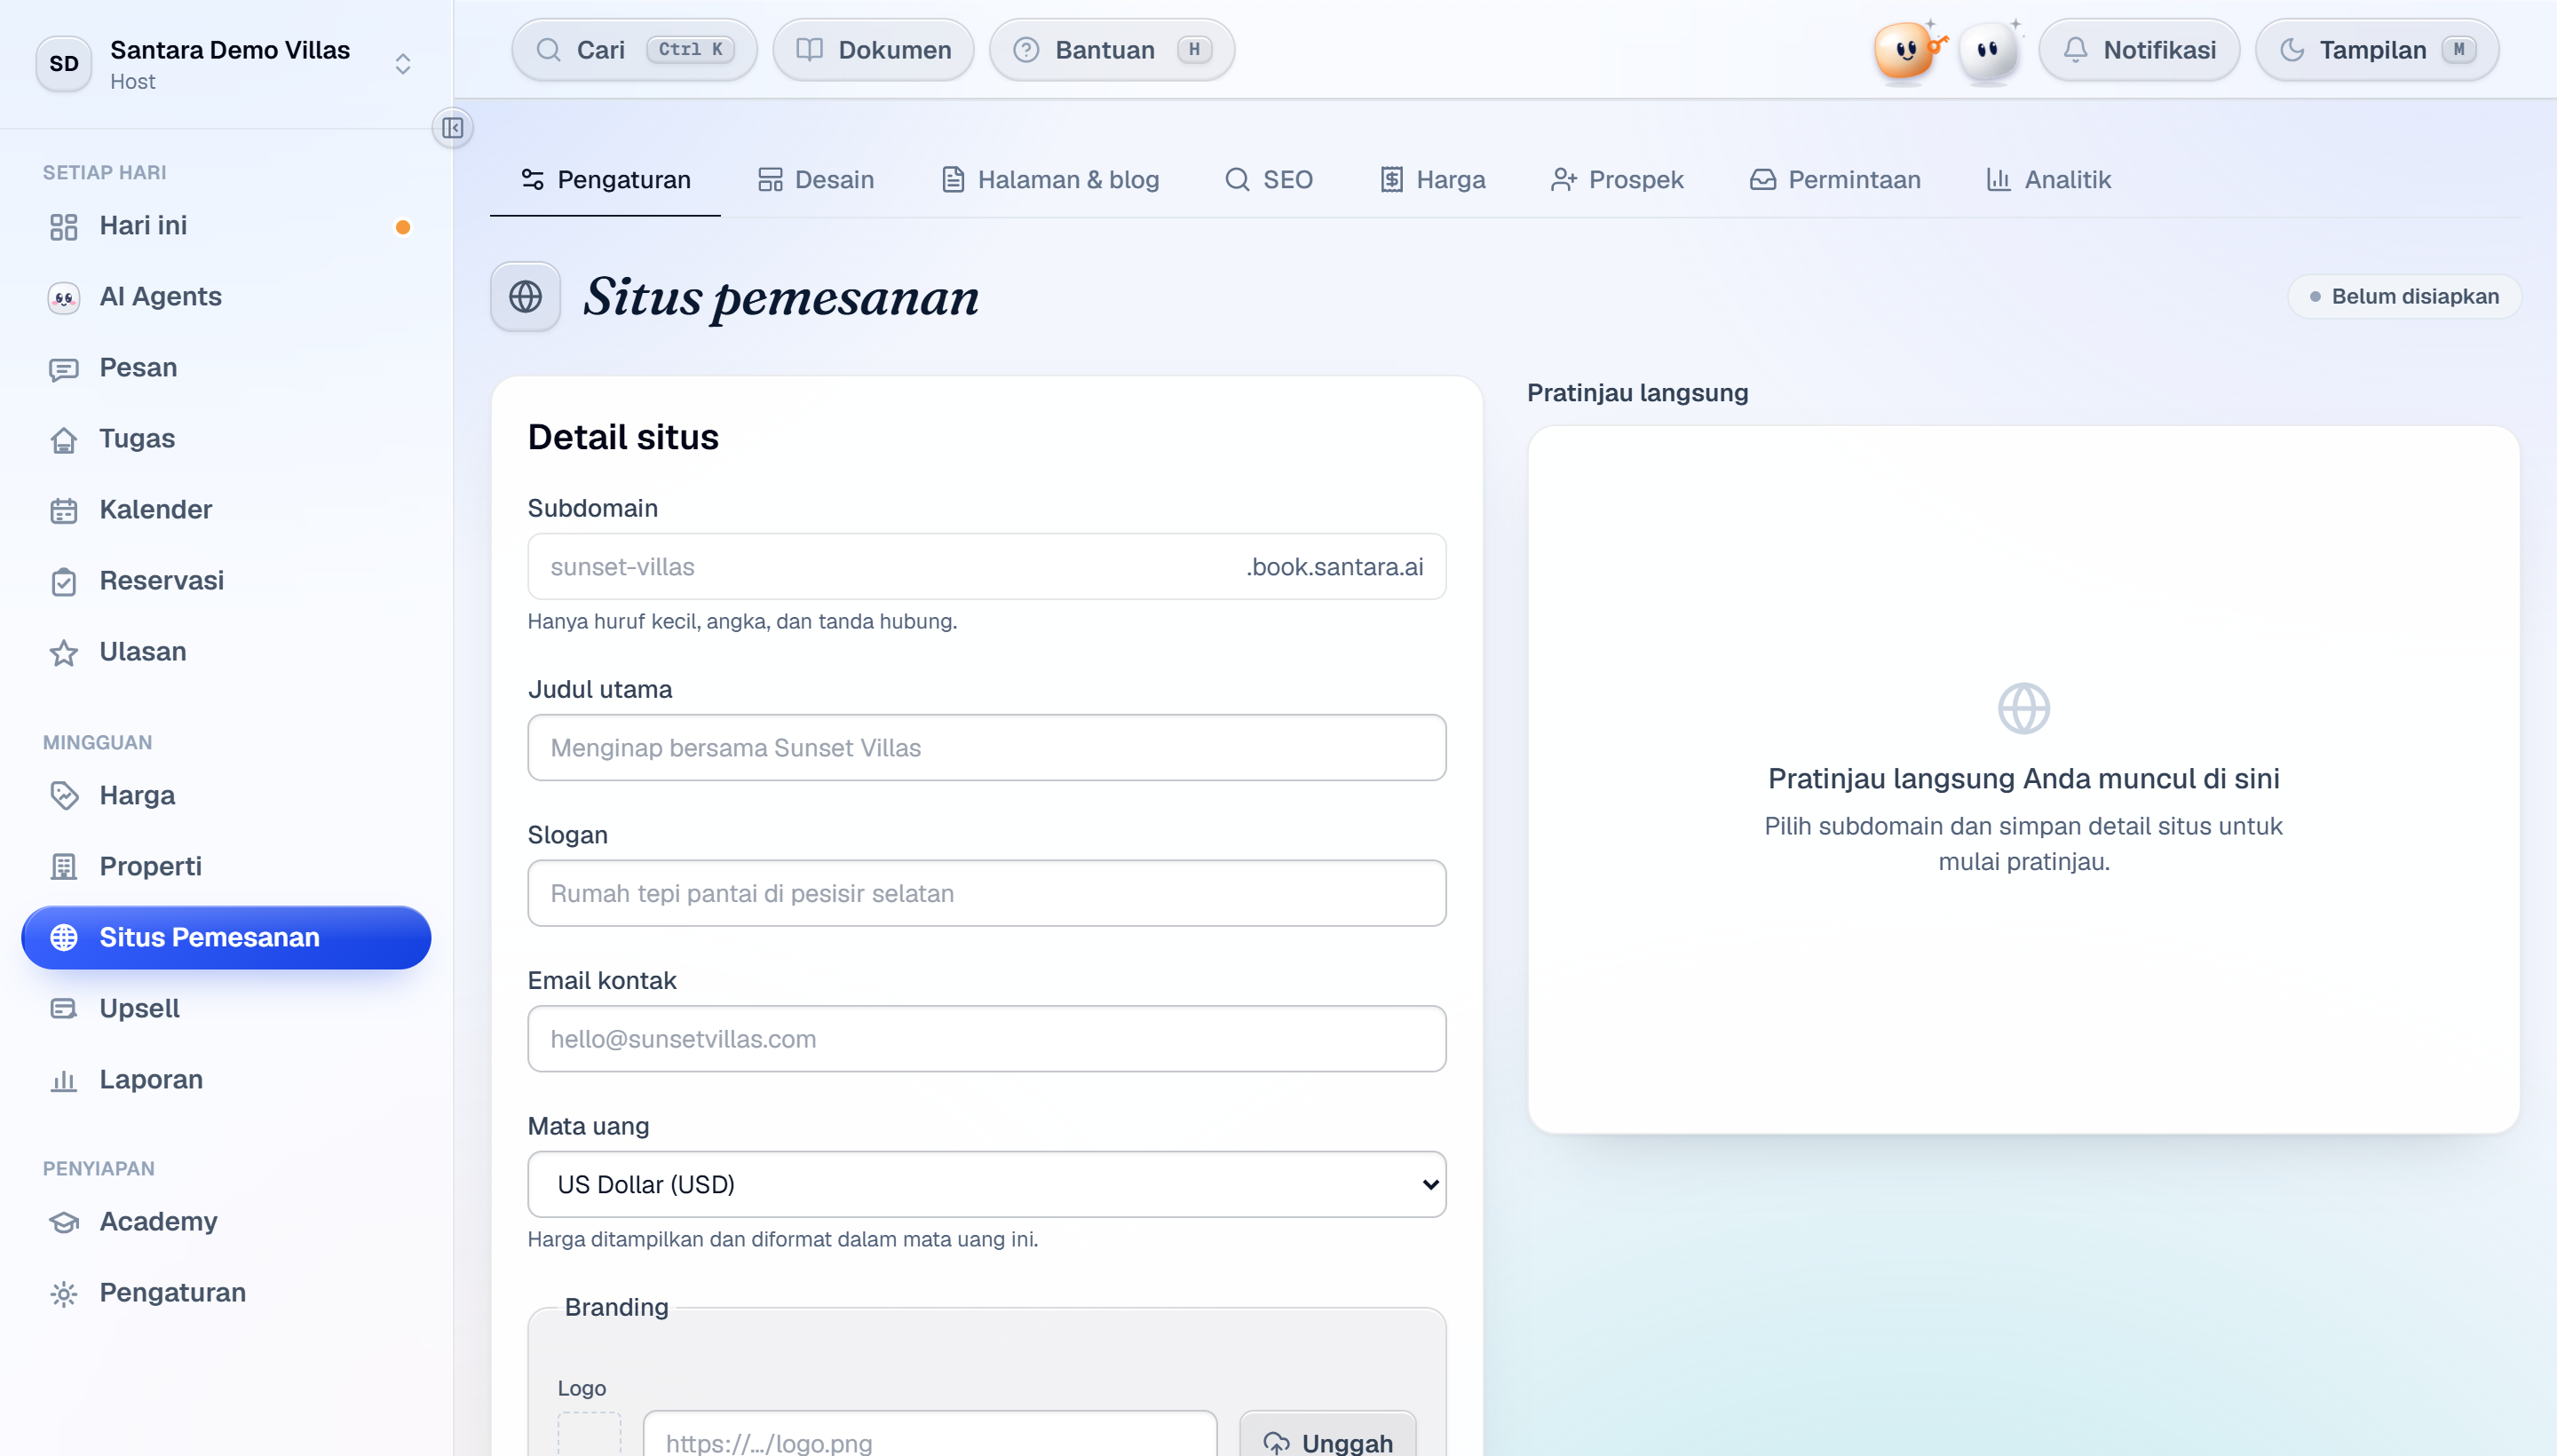 SD
Santara Demo Villas
Host
SETIAP HARI
Hari ini
AI Agents
Pesan
Tugas
Kalender
Reservasi
Ulasan
MINGGUAN
Harga
Properti
Situs Pemesanan
Upsell
Laporan
PENYIAPAN
Academy
Pengaturan
Cari Ctrl K
Dokumen
Bantuan H
Notifikasi
Tampilan M
Pengaturan
Desain
Halaman & blog
SEO
Harga
Prospek
Permintaan
Analitik
Situs pemesanan
Belum disiapkan
Detail situs
Subdomain
sunset-villas .book.santara.ai
Hanya huruf kecil, angka, dan tanda hubung.
Judul utama
Menginap bersama Sunset Villas
Slogan
Rumah tepi pantai di pesisir selatan
Email kontak
hello@sunsetvillas.com
Mata uang
US Dollar (USD)
Harga ditampilkan dan diformat dalam mata uang ini.
Branding
Logo
https://.../logo.png
Unggah
Pratinjau langsung
Pratinjau langsung Anda muncul di sini
Pilih subdomain dan simpan detail situs untuk
mulai pratinjau.